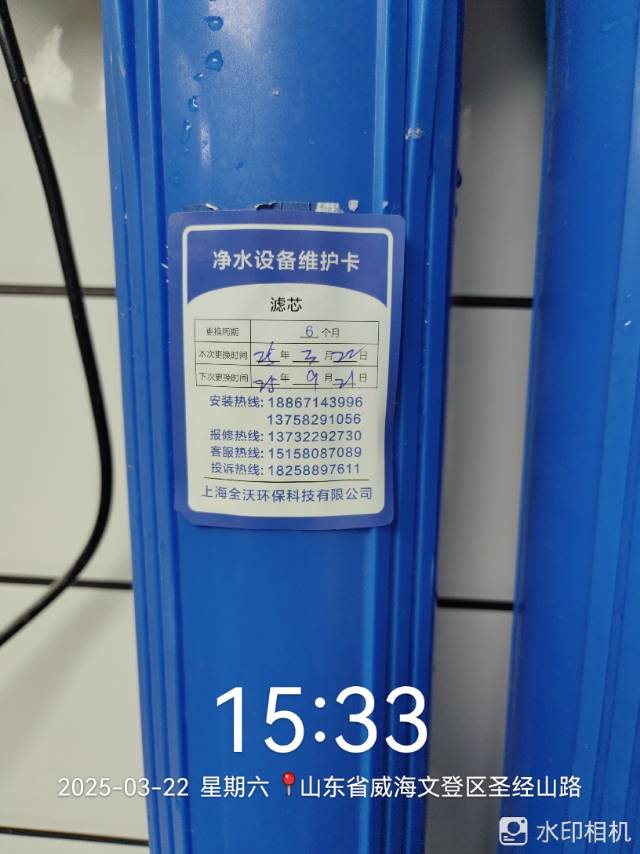 净水设备维护卡
滤芯
更换周期 6 个月
本次更换时间 25 年 3 月 22 日
下次更换时间 25 年 9 月 21 日
安装热线: 18867143996
13758291056
报修热线: 13732292730
客服热线: 15158087089
投诉热线: 18258897611
上海全沃环保科技有限公司
15:33
2025-03-22 星期六 山东省威海文登区圣经山路
水印相机